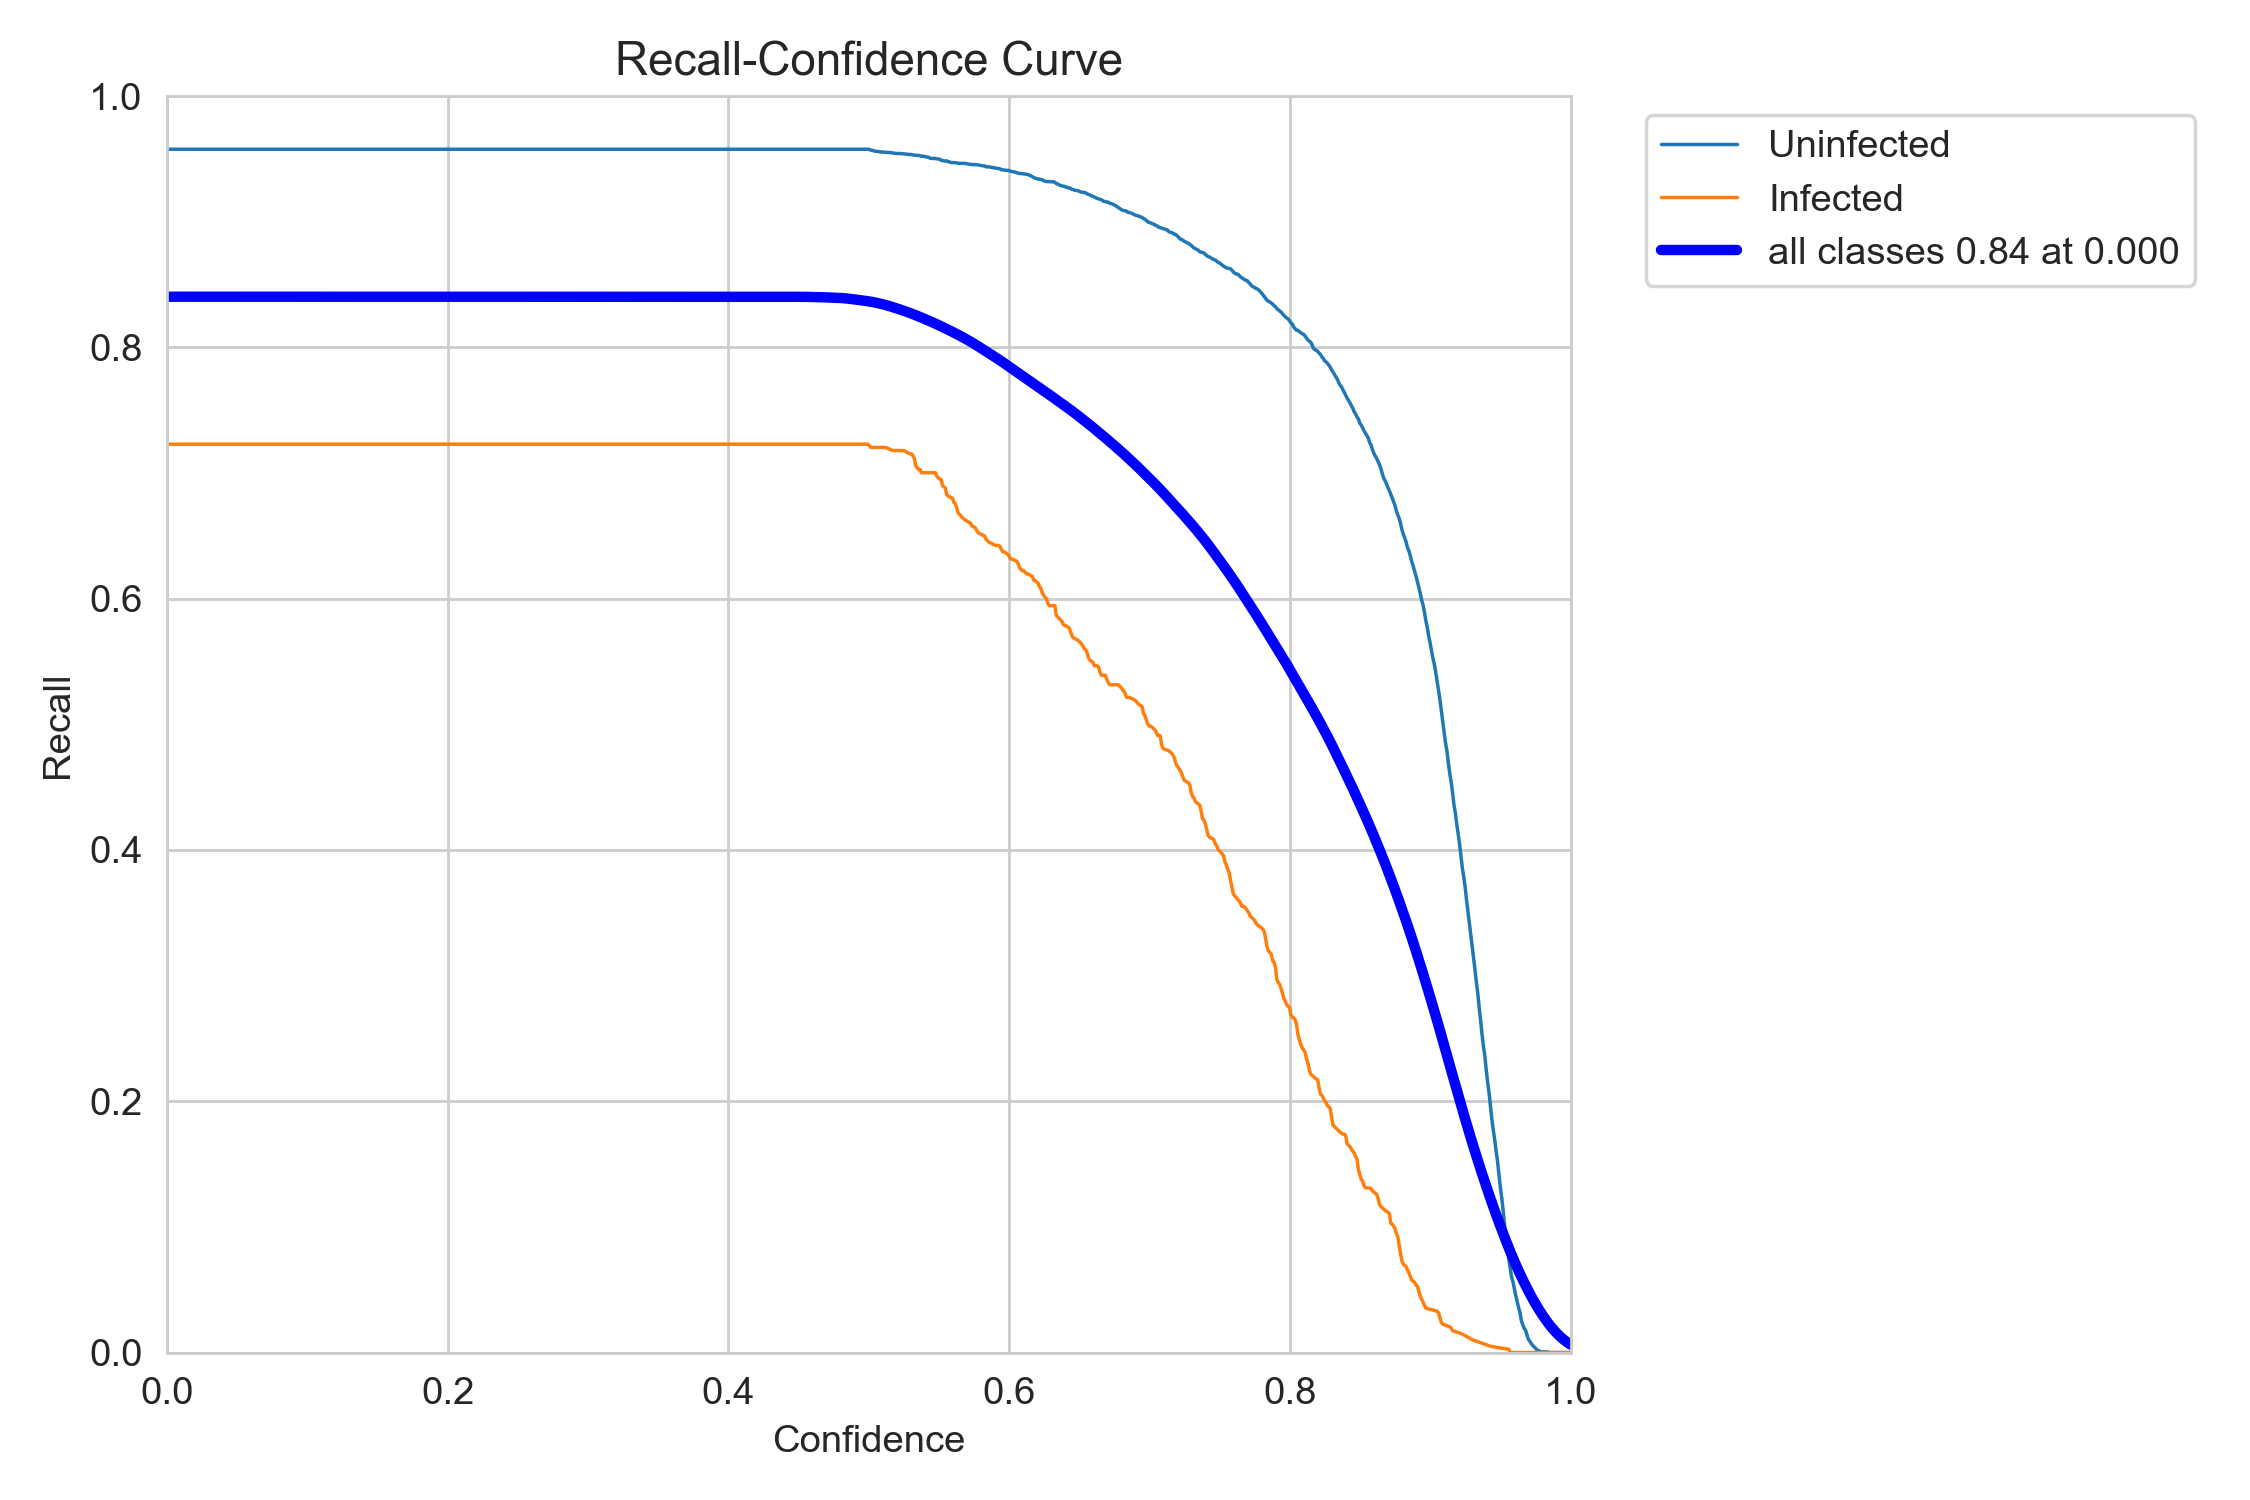 Recall-Confidence Curve
1.0
0.8
0.6
0.4
0.2
0.0
Recall
0.0 0.2 0.4 0.6 0.8 1.0
Confidence
Uninfected
Infected
all classes 0.84 at 0.000